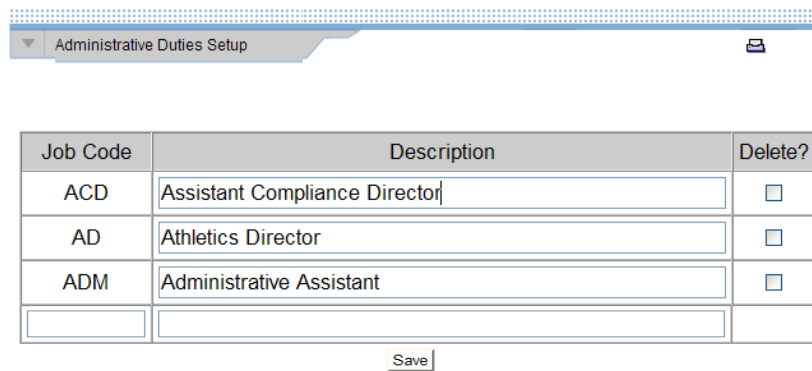 Administrative Duties Setup
Job Code Description Delete?
ACD Assistant Compliance Director
AD Athletics Director
ADM Administrative Assistant
Save